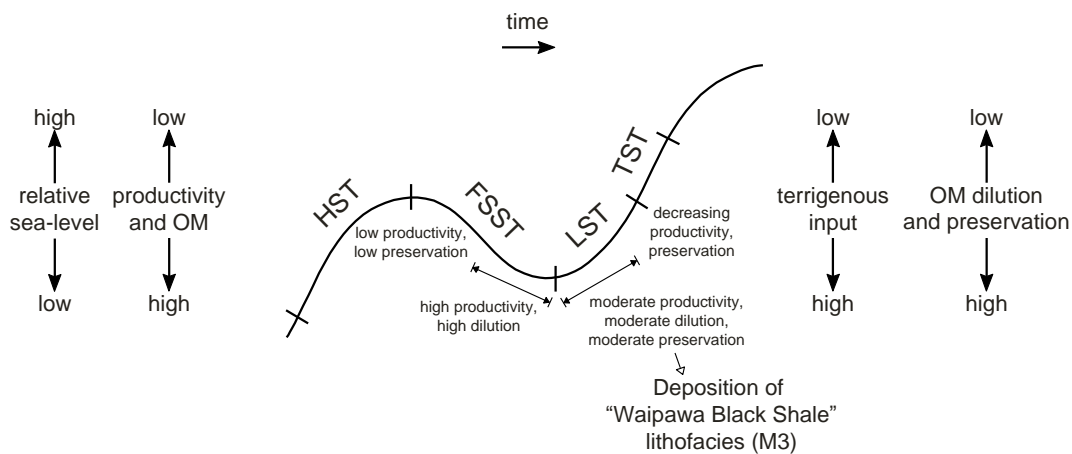 time
high
relative
sea-level
low
low
productivity
and OM
high
HST
FSST
LST
TST
low productivity,
low preservation
high productivity,
high dilution
decreasing
productivity,
preservation
moderate productivity,
moderate dilution,
moderate preservation
Deposition of
“Waipawa Black Shale”
lithofacies (M3)
low
terrigenous
input
high
low
OM dilution
and preservation
high